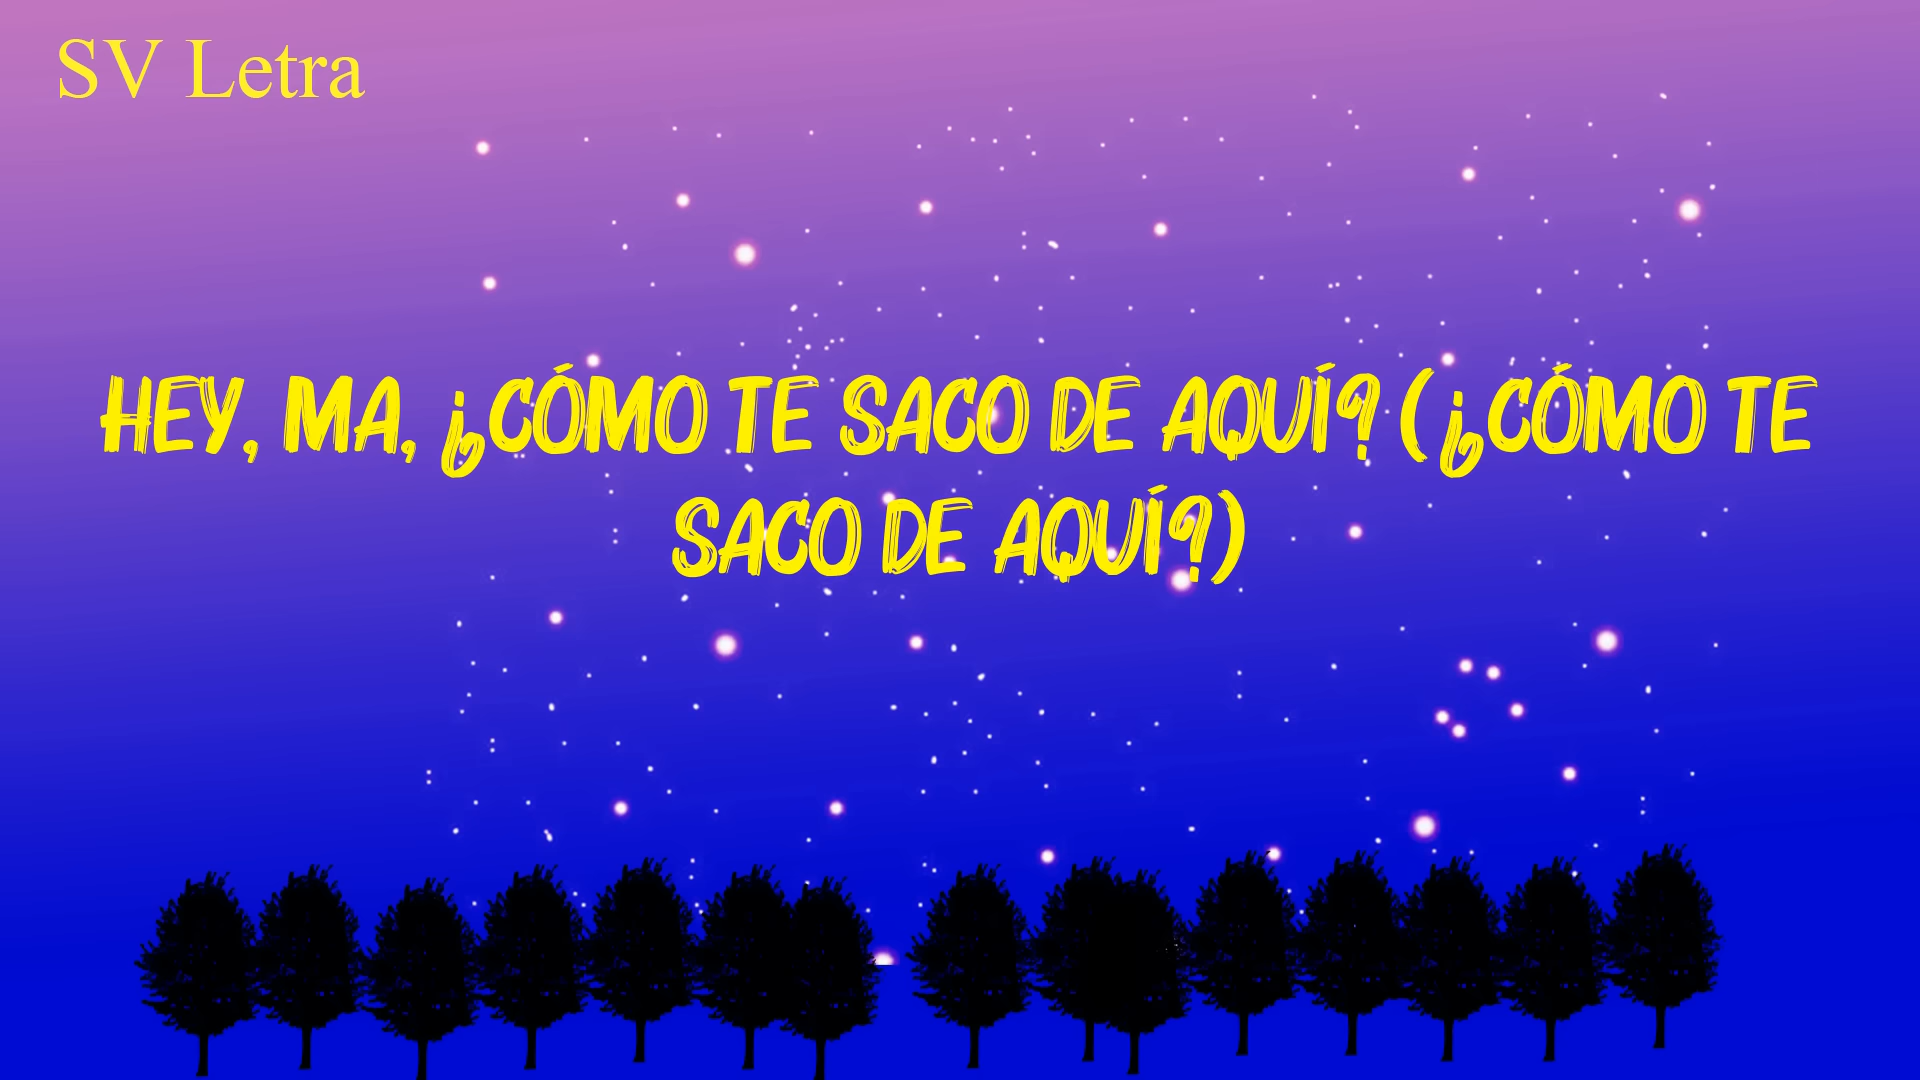 SV Letra
HEY, MA, ¿CÓMO TE SACO DE AQUÍ? (¿CÓMO TE
SACO DE AQUÍ?)